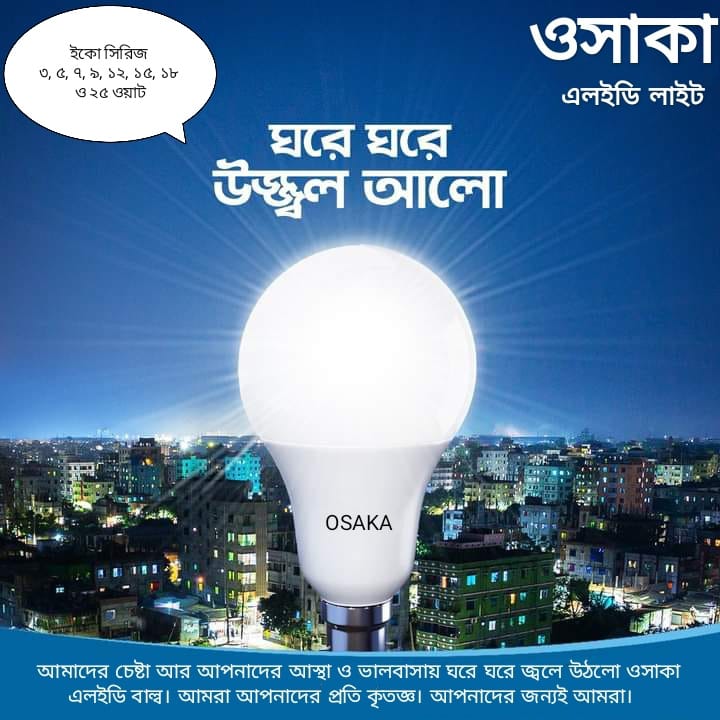 ইকো সিরিজ
৩, ৫, ৭, ৯, ১২, ১৫, ১৮
ও ২৫ ওয়াট
ওসাকা
এলইডি লাইট
ঘরে ঘরে
উজ্জ্বল আলো
OSAKA
আমাদের চেষ্টা আর আপনাদের আস্থা ও ভালবাসায় ঘরে ঘরে জ্বলে উঠলো ওসাকা
এলইডি বাল্ব। আমরা আপনাদের প্রতি কৃতজ্ঞ। আপনাদের জন্যই আমরা।